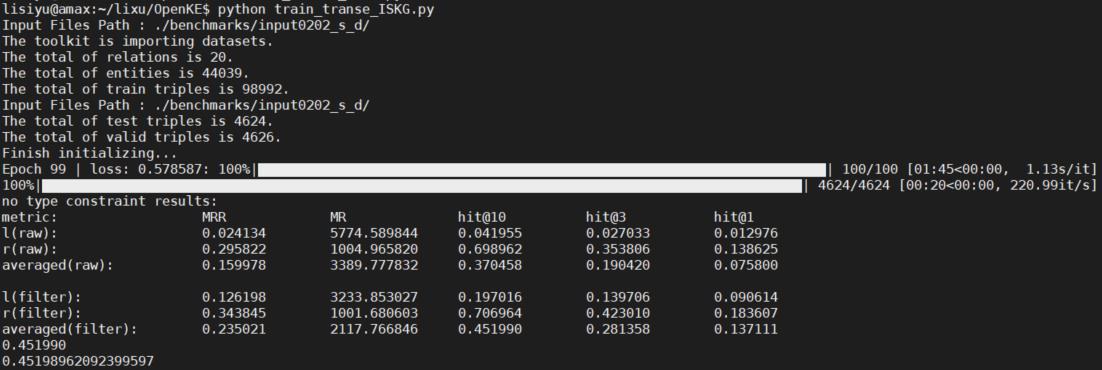 lisiyu@amax:~/lixu/OpenKE$ python train_transe_ISKG.py
Input Files Path : ./benchmarks/input0202_s_d/
The toolkit is importing datasets.
The total of relations is 20.
The total of entities is 44039.
The total of train triples is 98992.
Input Files Path : ./benchmarks/input0202_s_d/
The total of test triples is 4624.
The total of valid triples is 4626.
Finish initializing...
Epoch 99 | loss: 0.578587: 100%| | 100/100 [01:45<00:00, 1.13s/it]
100%| | 4624/4624 [00:20<00:00, 220.99it/s]
no type constraint results:
metric: MRR MR hit@10 hit@3 hit@1
l(raw): 0.024134 5774.589844 0.041955 0.027033 0.012976
r(raw): 0.295822 1004.965820 0.698962 0.353806 0.138625
averaged(raw): 0.159978 3389.777832 0.370458 0.190420 0.075800
l(filter): 0.126198 3233.853027 0.197016 0.139706 0.090614
r(filter): 0.343845 1001.680603 0.706964 0.423010 0.183607
averaged(filter): 0.235021 2117.766846 0.451990 0.281358 0.137111
0.451990
0.45198962092399597